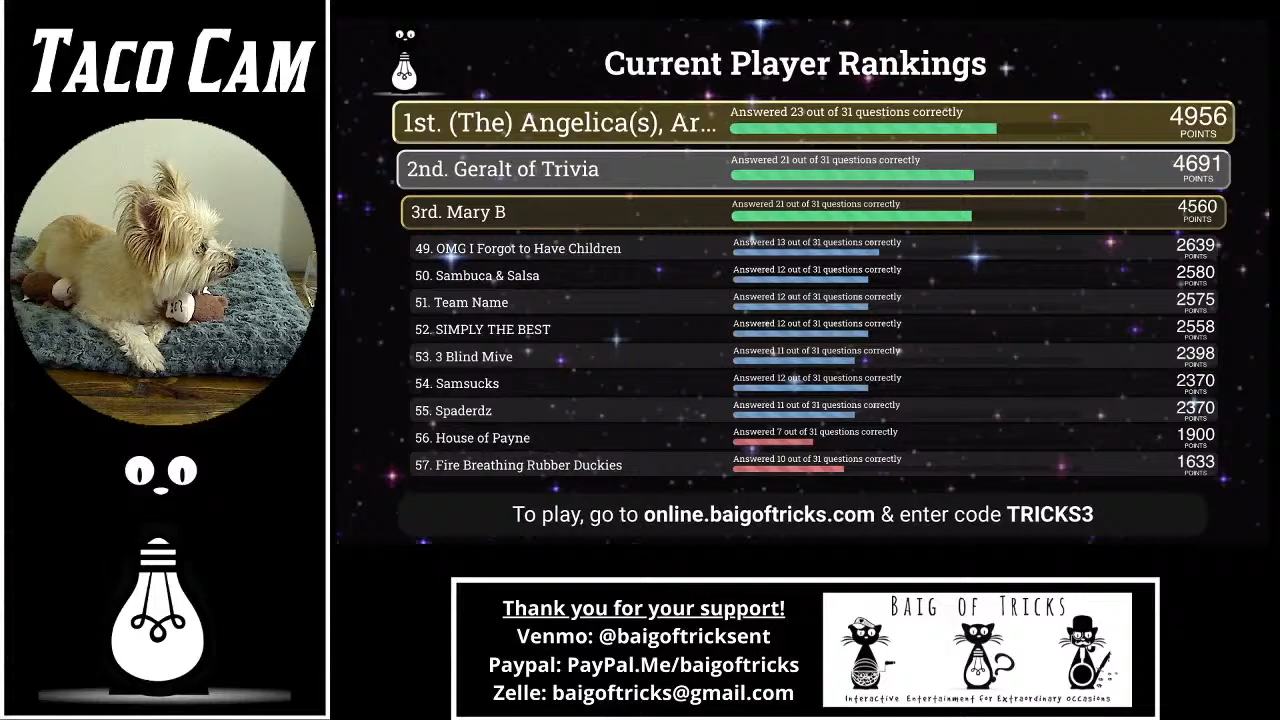 TACO CAM
Current Player Rankings
1st. (The) Angelica(s), Ar...
Answered 23 out of 31 questions correctly
4956
POINTS
2nd. Geralt of Trivia
Answered 21 out of 31 questions correctly
4691
POINTS
3rd. Mary B
Answered 21 out of 31 questions correctly
4560
POINTS
49. OMG I Forgot to Have Children
Answered 13 out of 31 questions correctly
2639
POINTS
50. Sambuca & Salsa
Answered 12 out of 31 questions correctly
2580
POINTS
51. Team Name
Answered 12 out of 31 questions correctly
2575
POINTS
52. SIMPLY THE BEST
Answered 12 out of 31 questions correctly
2558
POINTS
53. 3 Blind Mive
Answered 11 out of 31 questions correctly
2398
POINTS
54. Samsucks
Answered 12 out of 31 questions correctly
2370
POINTS
55. Spaderdz
Answered 11 out of 31 questions correctly
2370
POINTS
56. House of Payne
Answered 7 out of 31 questions correctly
1900
POINTS
57. Fire Breathing Rubber Duckies
Answered 10 out of 31 questions correctly
1633
POINTS
To play, go to online.baigoftricks.com & enter code TRICKS3
Thank you for your support!
Venmo: @baigoftricksent
Paypal: PayPal.Me/baigoftricks
Zelle: baigoftricks@gmail.com
BAIG OF TRICKS
Interactive Entertainment for Extraordinary occasions